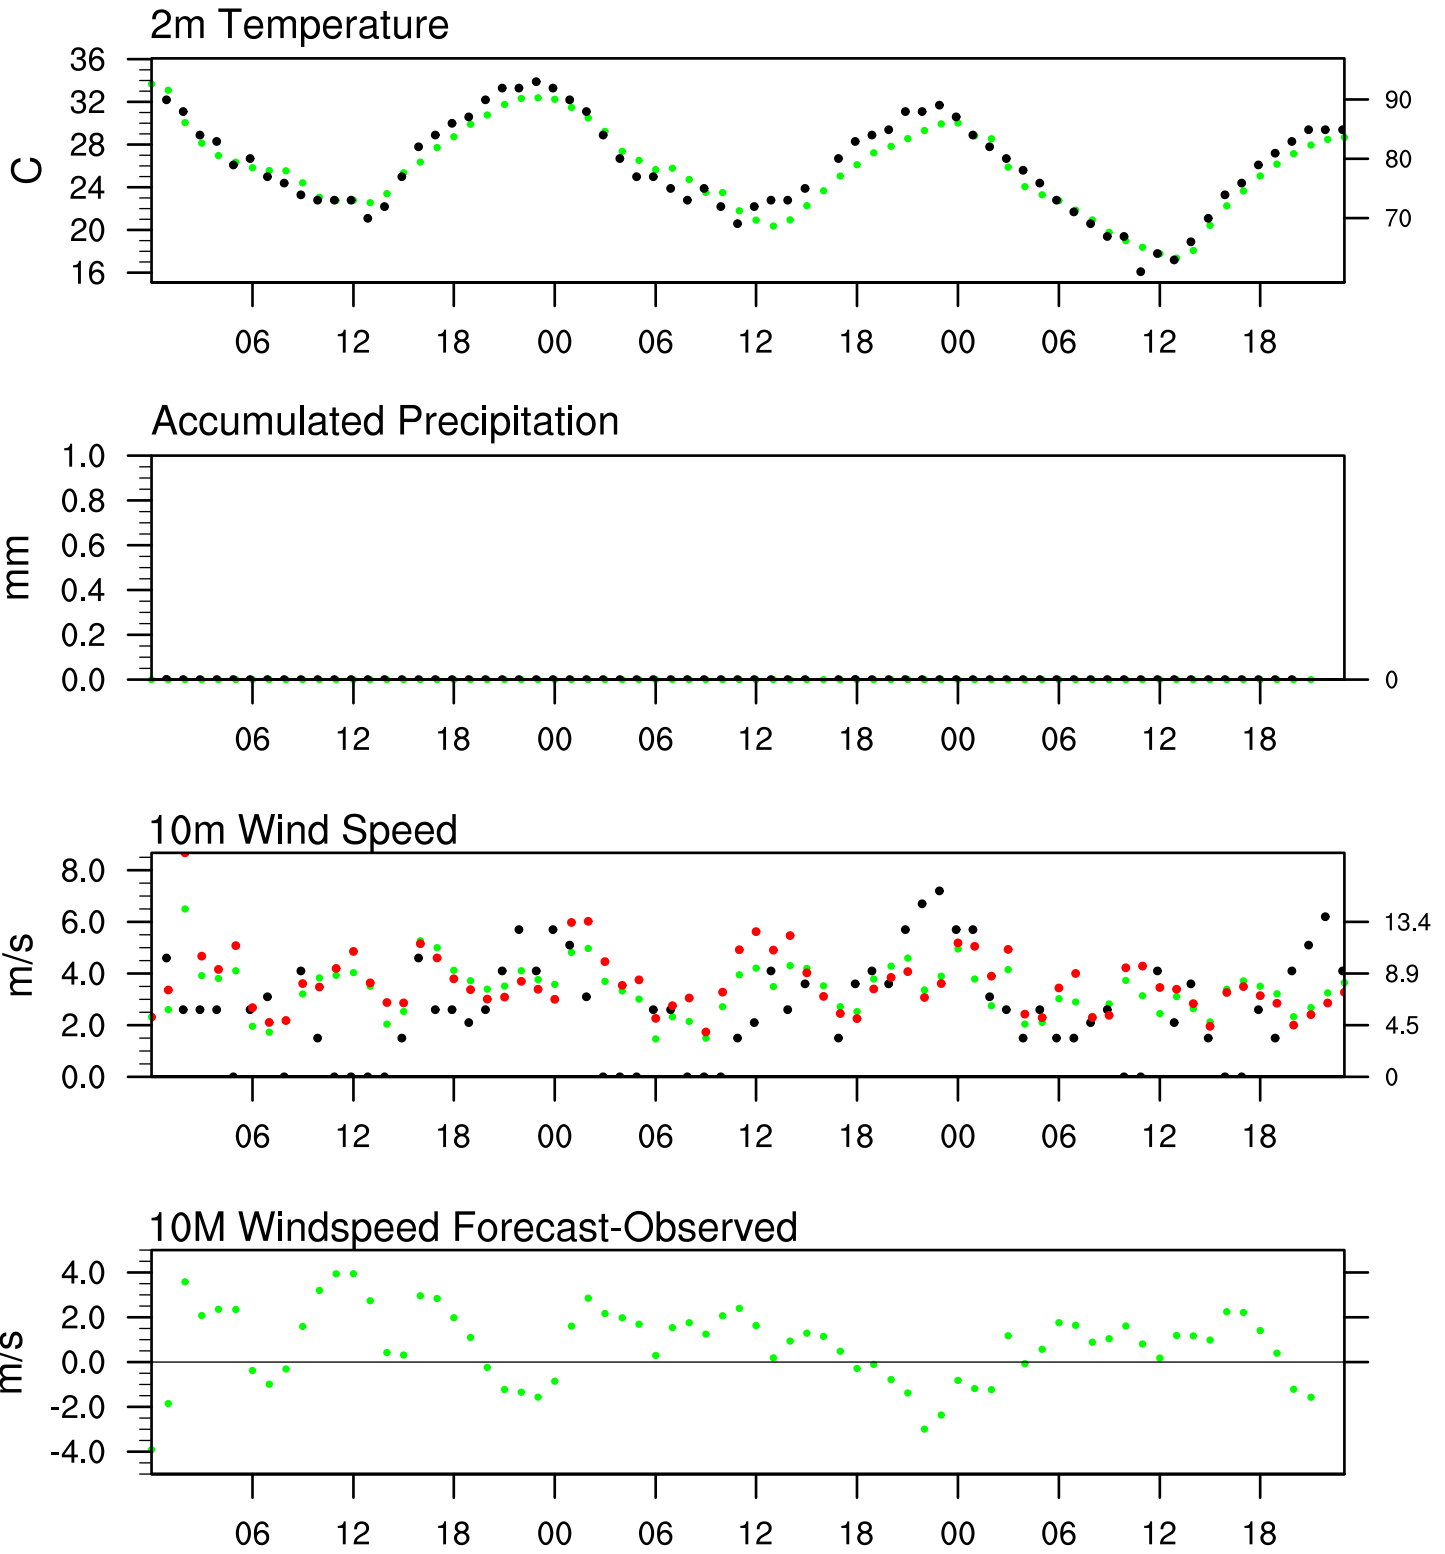 2m Temperature
36
32
28
24
20
16
C
90
80
70
06 12 18 00 06 12 18 00 06 12 18
Accumulated Precipitation
1.0
0.8
0.6
0.4
0.2
0.0
mm
0
06 12 18 00 06 12 18 00 06 12 18
10m Wind Speed
8.0
6.0
4.0
2.0
0.0
m/s
13.4
8.9
4.5
0
06 12 18 00 06 12 18 00 06 12 18
10M Windspeed Forecast-Observed
4.0
2.0
0.0
-2.0
-4.0
m/s
06 12 18 00 06 12 18 00 06 12 18